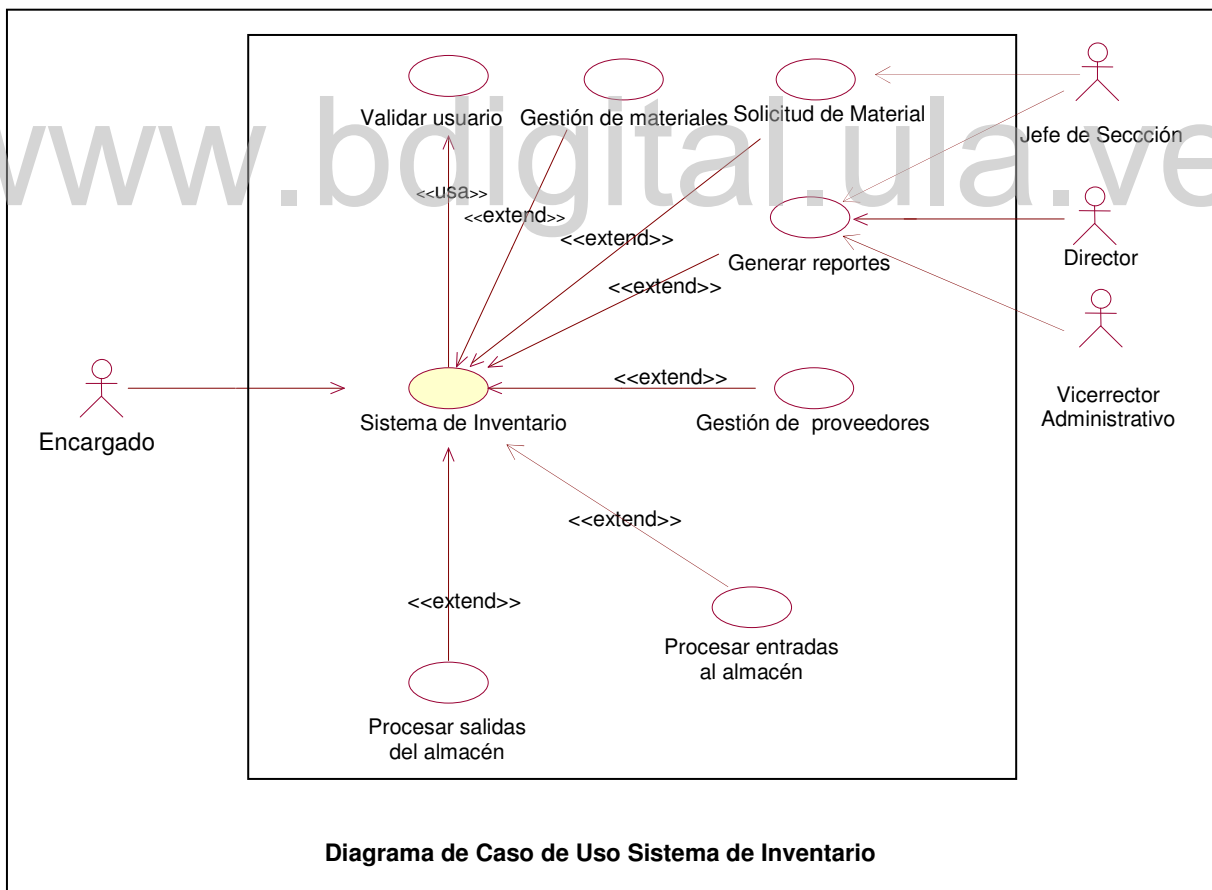 www.bdigital.ula.ve
Validar usuario
Gestión de materiales
Solicitud de Material
Jefe de Seccción
<<usa>>
<<extend>>
<<extend>>
Generar reportes
Director
<<extend>>
<<extend>>
Sistema de Inventario
Gestión de proveedores
Vicerrector
Administrativo
Encargado
<<extend>>
<<extend>>
Procesar entradas
al almacén
Procesar salidas
del almacén
Diagrama de Caso de Uso Sistema de Inventario